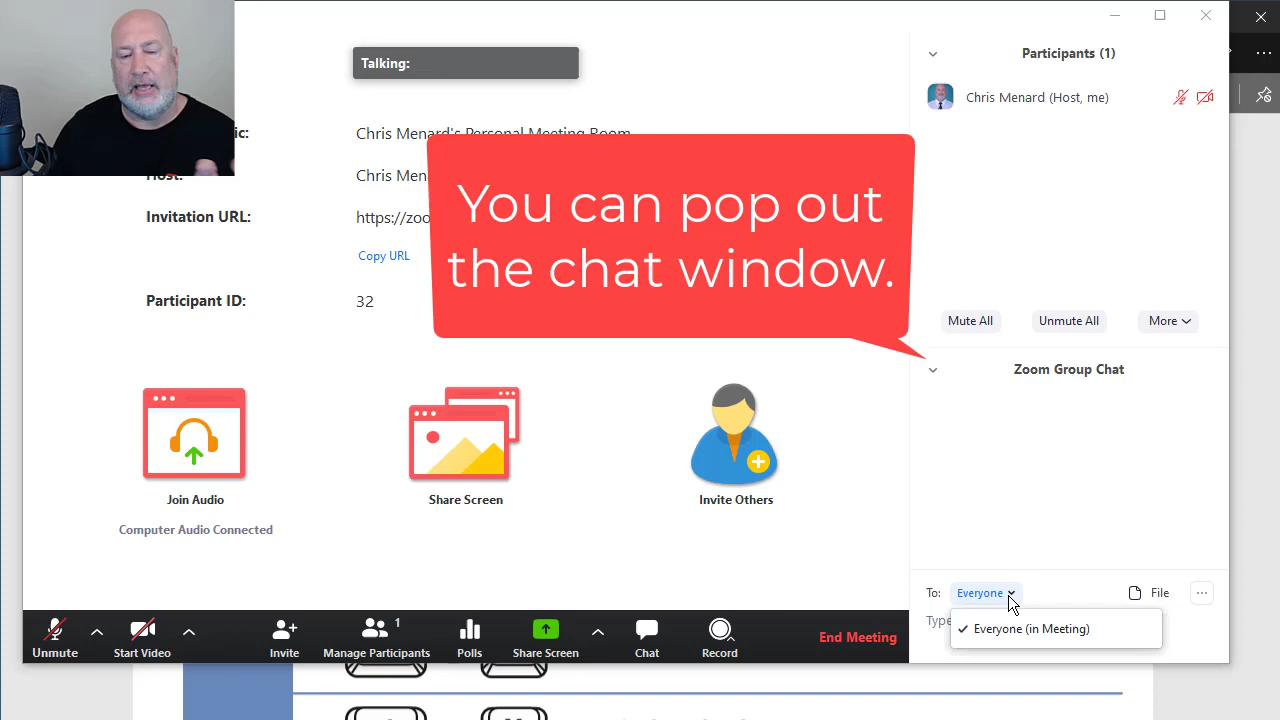 Talking:
Participants (1)
Chris Menard (Host, me)
ic:
Chris Menard's Personal Meeting Room
Host:
Chris Men
Invitation URL:
https://zoo
Copy URL
Participant ID:
32
You can pop out
the chat window.
Mute All
Unmute All
More
Zoom Group Chat
Join Audio
Computer Audio Connected
Share Screen
Invite Others
To:
Everyone
File
Type
Everyone (in Meeting)
Unmute
Start Video
Invite
1
Manage Participants
Polls
Share Screen
Chat
Record
End Meeting